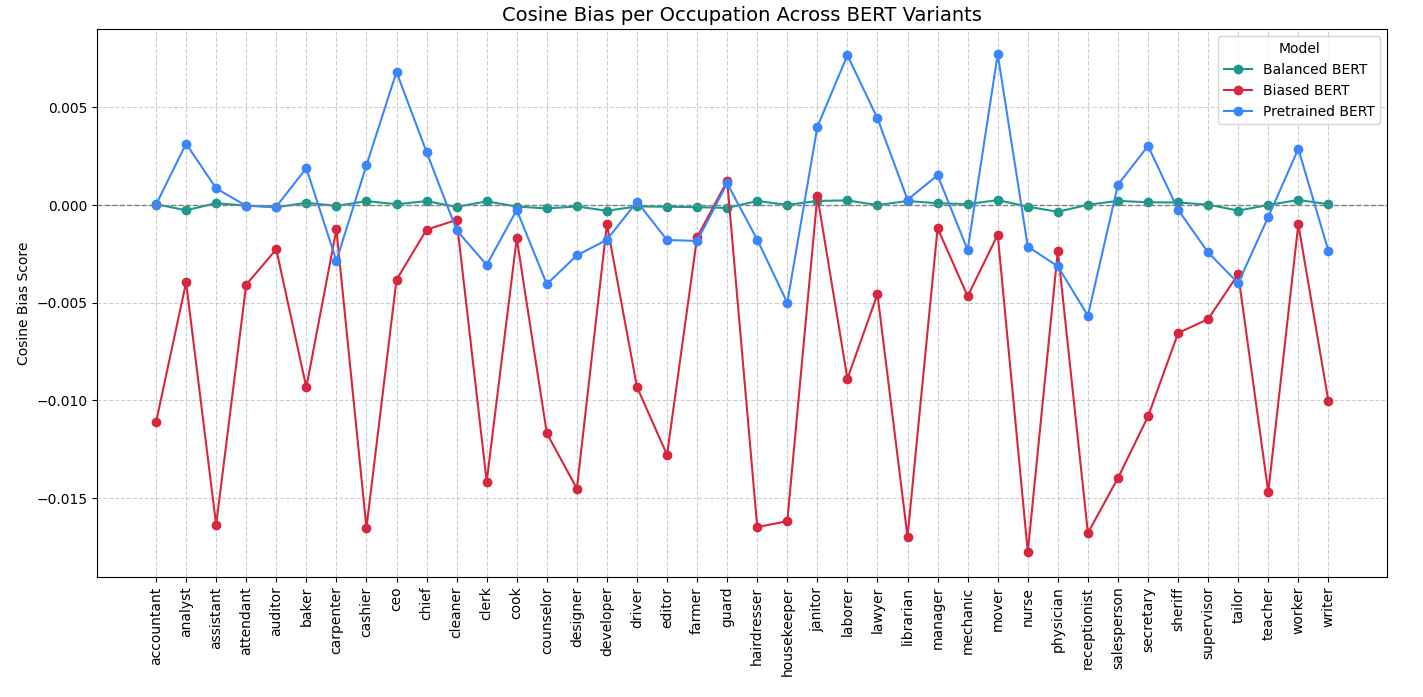 Cosine Bias per Occupation Across BERT Variants
Model
Balanced BERT
Biased BERT
Pretrained BERT
Cosine Bias Score
0.005
0.000
−0.005
−0.010
−0.015
accountant
analyst
assistant
attendant
auditor
baker
carpenter
cashier
ceo
chief
cleaner
clerk
cook
counselor
designer
developer
driver
editor
farmer
guard
hairdresser
housekeeper
janitor
laborer
lawyer
librarian
manager
mechanic
mover
nurse
physician
receptionist
salesperson
secretary
sheriff
supervisor
tailor
teacher
worker
writer